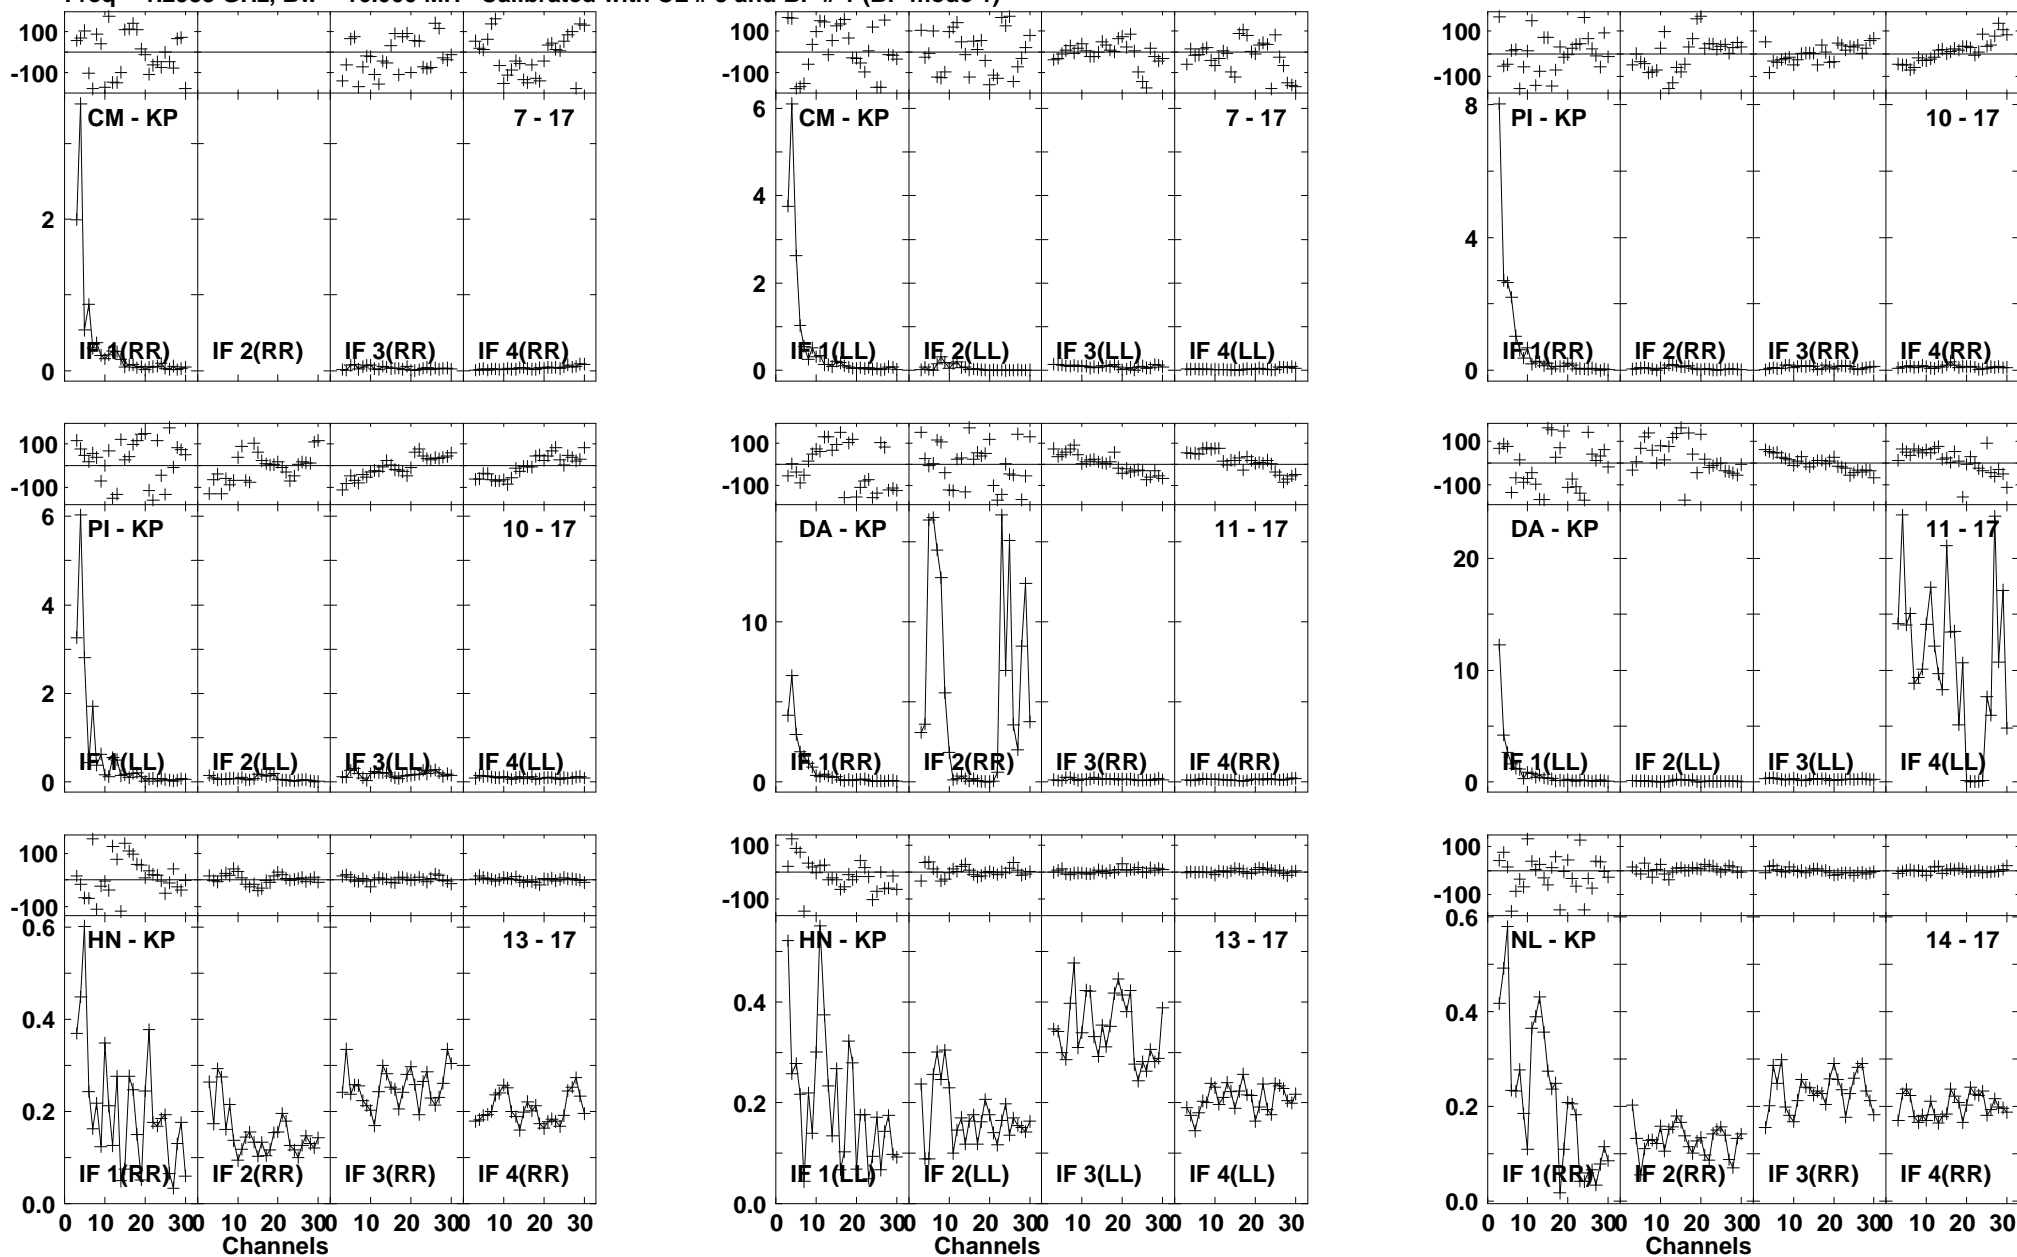 100
-100
CM - KP 7 - 17
2
0
IF 1(RR) IF 2(RR) IF 3(RR) IF 4(RR)
CM - KP 7 - 17
6
4
2
0
IF 1(LL) IF 2(LL) IF 3(LL) IF 4(LL)
100
-100
PI - KP 10 - 17
8
4
0
IF 1(RR) IF 2(RR) IF 3(RR) IF 4(RR)
100
-100
PI - KP 10 - 17
6
4
2
0
IF 1(LL) IF 2(LL) IF 3(LL) IF 4(LL)
100
-100
DA - KP 11 - 17
10
0
IF 1(RR) IF 2(RR) IF 3(RR) IF 4(RR)
100
-100
DA - KP 11 - 17
20
10
0
IF 1(LL) IF 2(LL) IF 3(LL) IF 4(LL)
100
-100
HN - KP 13 - 17
0.6
0.4
0.2
0.0
IF 1(RR) IF 2(RR) IF 3(RR) IF 4(RR)
0 10 20 30 0 10 20 30 0 10 20 30 0 10 20 30
Channels
100
-100
HN - KP 13 - 17
0.4
0.2
0.0
IF 1(LL) IF 2(LL) IF 3(LL) IF 4(LL)
0 10 20 30 0 10 20 30 0 10 20 30 0 10 20 30
Channels
100
-100
NL - KP 14 - 17
0.6
0.4
0.2
0.0
IF 1(RR) IF 2(RR) IF 3(RR) IF 4(RR)
0 10 20 30 0 10 20 30 0 10 20 30 0 10 20 30
Channels